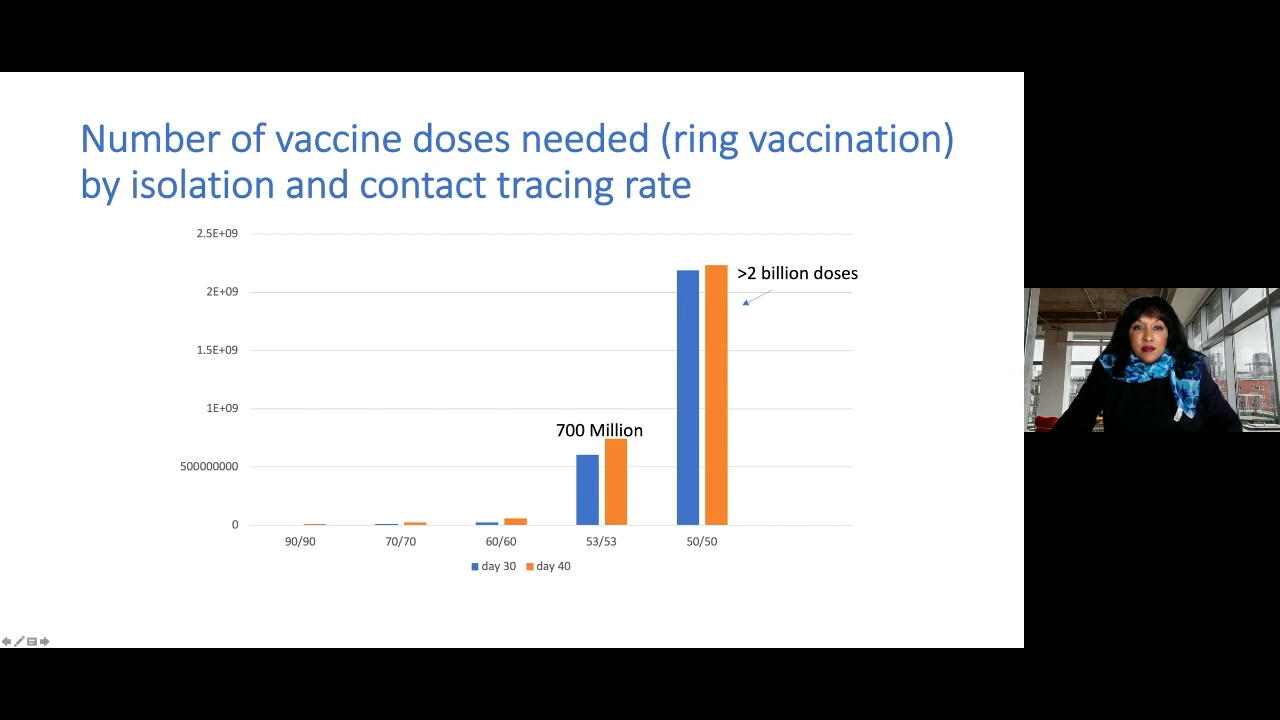 Number of vaccine doses needed (ring vaccination)
by isolation and contact tracing rate
2.5E+09
>2 billion doses
2E+09
1.5E+09
1E+09
700 Million
500000000
0
90/90 70/70 60/60 53/53 50/50
day 30 day 40